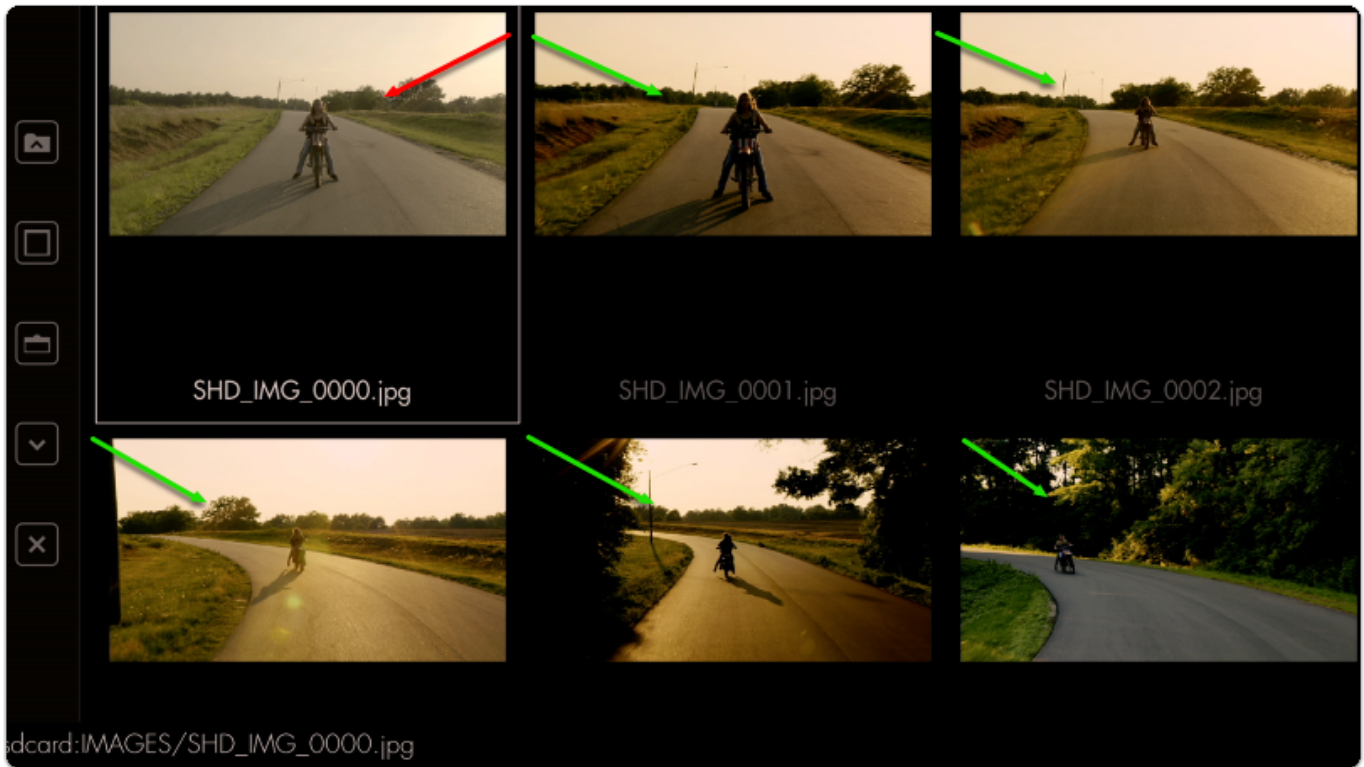 SHD_IMG_0000.jpg
SHD_IMG_0001.jpg
SHD_IMG_0002.jpg
sdcard:IMAGES/SHD_IMG_0000.jpg